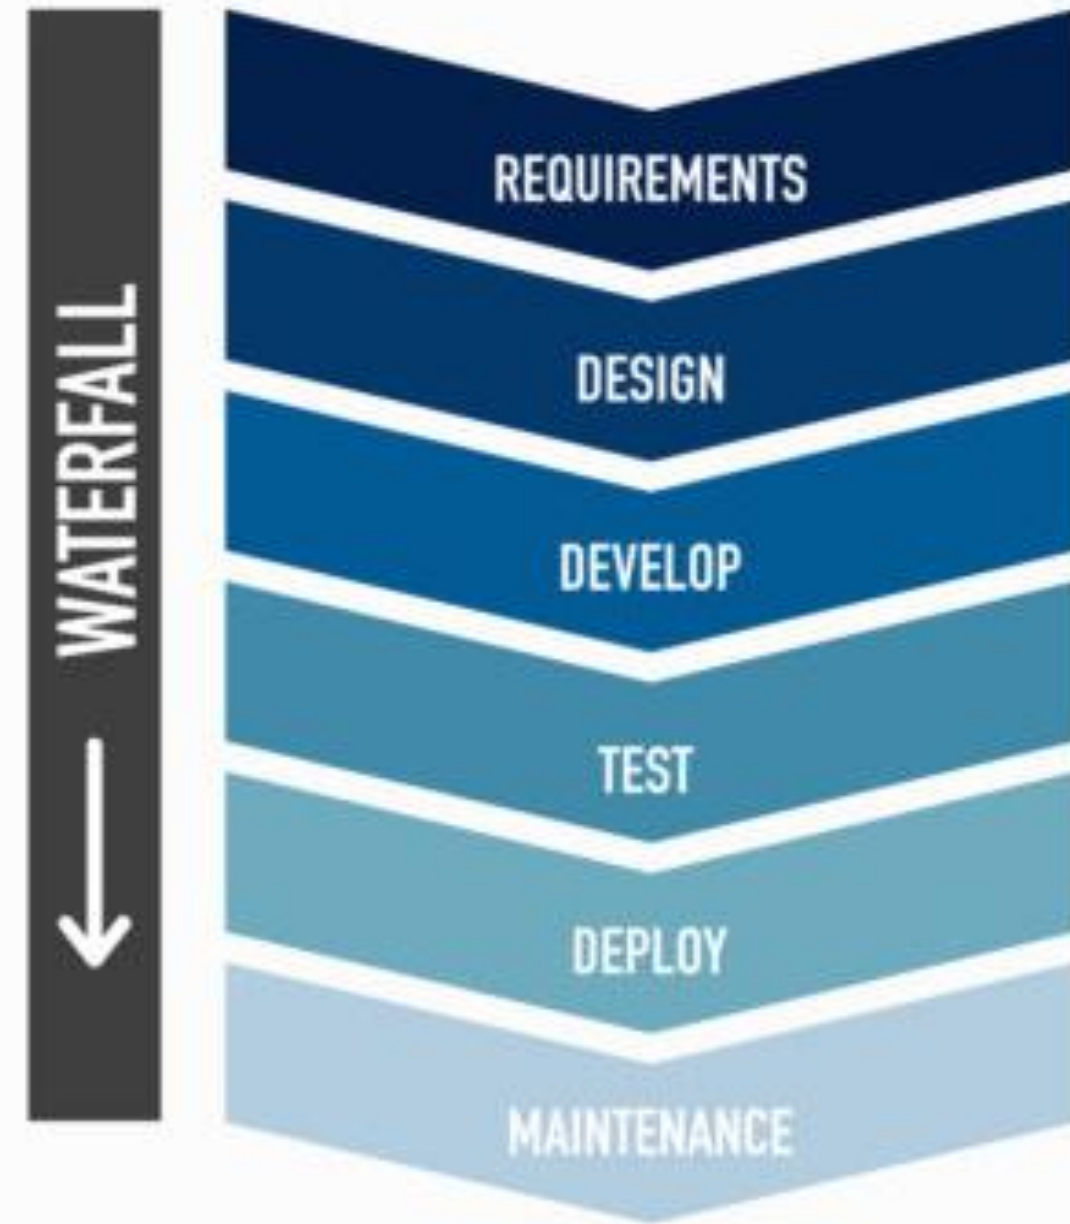 WATERFALL
REQUIREMENTS
DESIGN
DEVELOP
TEST
DEPLOY
MAINTENANCE